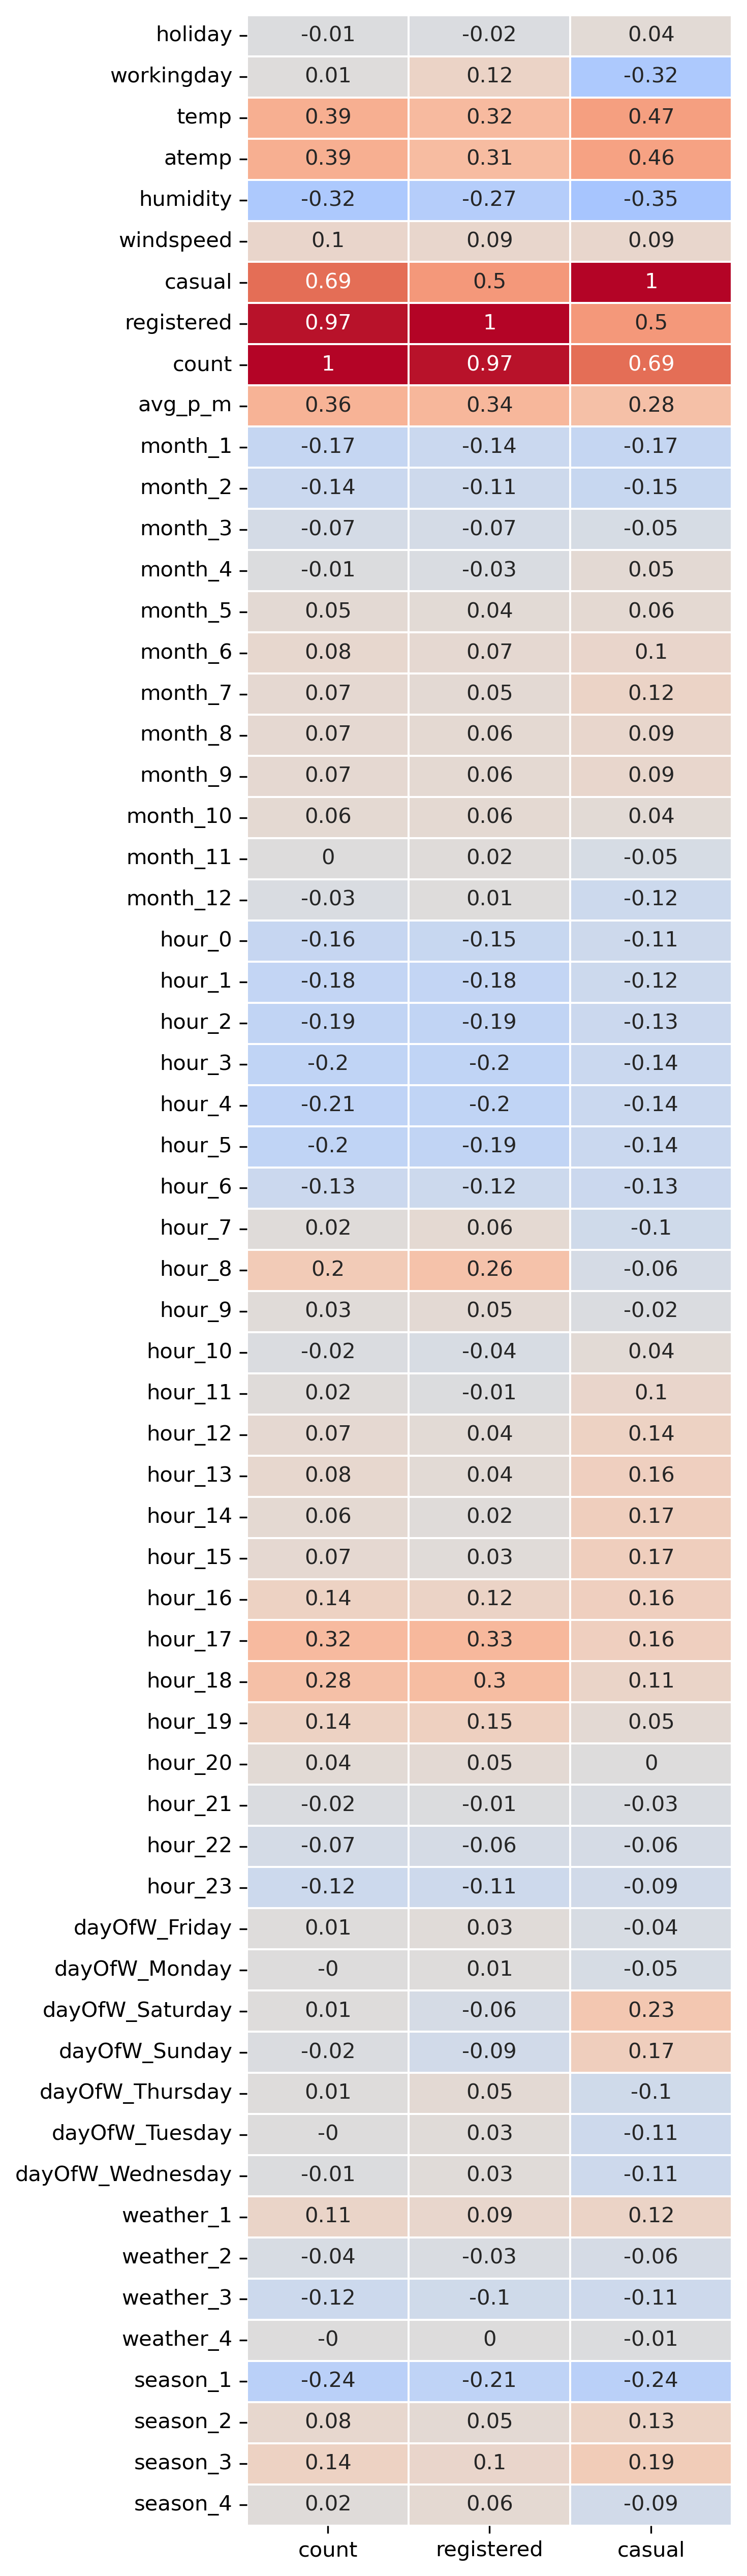 holiday -0.01 -0.02 0.04
workingday 0.01 0.12 -0.32
temp 0.39 0.32 0.47
atemp 0.39 0.31 0.46
humidity -0.32 -0.27 -0.35
windspeed 0.1 0.09 0.09
casual 0.69 0.5 1
registered 0.97 1 0.5
count 1 0.97 0.69
avg_p_m 0.36 0.34 0.28
month_1 -0.17 -0.14 -0.17
month_2 -0.14 -0.11 -0.15
month_3 -0.07 -0.07 -0.05
month_4 -0.01 -0.03 0.05
month_5 0.05 0.04 0.06
month_6 0.08 0.07 0.1
month_7 0.07 0.05 0.12
month_8 0.07 0.06 0.09
month_9 0.07 0.06 0.09
month_10 0.06 0.06 0.04
month_11 0 0.02 -0.05
month_12 -0.03 0.01 -0.12
hour_0 -0.16 -0.15 -0.11
hour_1 -0.18 -0.18 -0.12
hour_2 -0.19 -0.19 -0.13
hour_3 -0.2 -0.2 -0.14
hour_4 -0.21 -0.2 -0.14
hour_5 -0.2 -0.19 -0.14
hour_6 -0.13 -0.12 -0.13
hour_7 0.02 0.06 -0.1
hour_8 0.2 0.26 -0.06
hour_9 0.03 0.05 -0.02
hour_10 -0.02 -0.04 0.04
hour_11 0.02 -0.01 0.1
hour_12 0.07 0.04 0.14
hour_13 0.08 0.04 0.16
hour_14 0.06 0.02 0.17
hour_15 0.07 0.03 0.17
hour_16 0.14 0.12 0.16
hour_17 0.32 0.33 0.16
hour_18 0.28 0.3 0.11
hour_19 0.14 0.15 0.05
hour_20 0.04 0.05 0
hour_21 -0.02 -0.01 -0.03
hour_22 -0.07 -0.06 -0.06
hour_23 -0.12 -0.11 -0.09
dayOfW_Friday 0.01 0.03 -0.04
dayOfW_Monday -0 0.01 -0.05
dayOfW_Saturday 0.01 -0.06 0.23
dayOfW_Sunday -0.02 -0.09 0.17
dayOfW_Thursday 0.01 0.05 -0.1
dayOfW_Tuesday -0 0.03 -0.11
dayOfW_Wednesday -0.01 0.03 -0.11
weather_1 0.11 0.09 0.12
weather_2 -0.04 -0.03 -0.06
weather_3 -0.12 -0.1 -0.11
weather_4 -0 0 -0.01
season_1 -0.24 -0.21 -0.24
season_2 0.08 0.05 0.13
season_3 0.14 0.1 0.19
season_4 0.02 0.06 -0.09
count registered casual